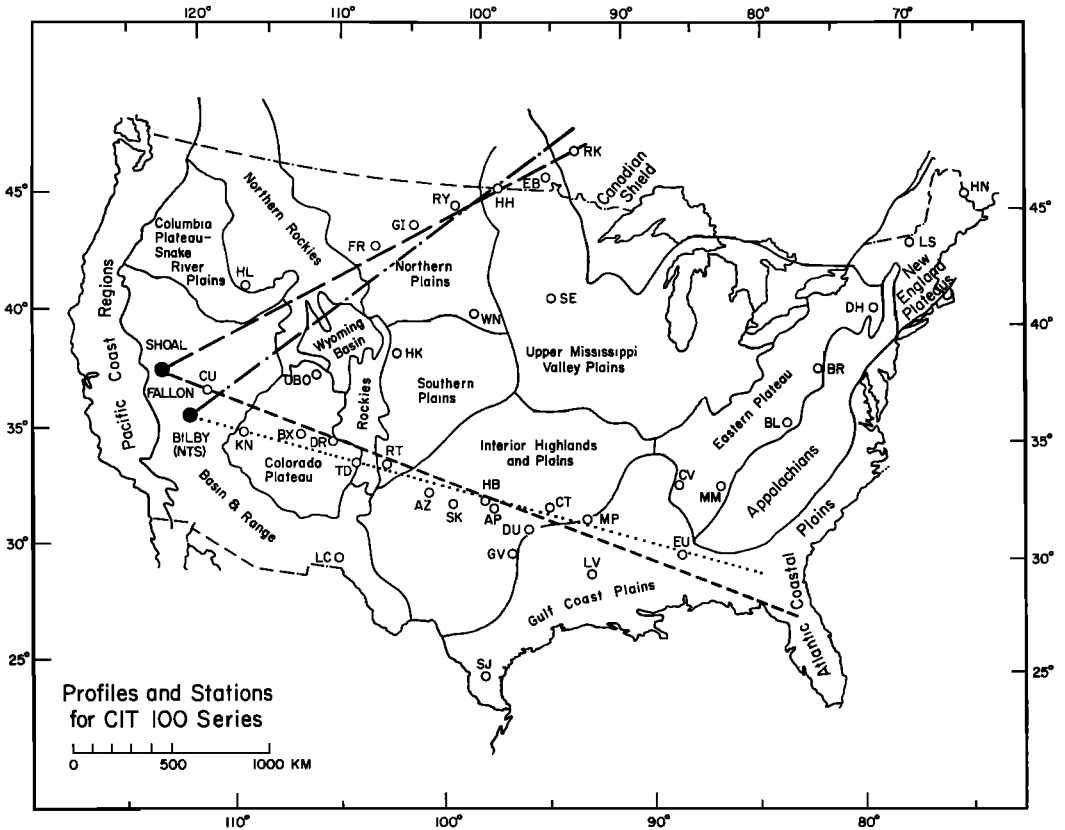 120° 110° 100° 90° 80° 70°
RK
EB
Canadian
Shield
HN
45°
RY
HH
45°
GI
LS
Northern Rockies
Columbia
Plateau-
Snake
River
Plains
FR
Northern
Plains
New
England
Plateaus
HL
SE
DH
40°
WN
40°
Pacific Coast Regions
SHOAL
Wyoming
Basin
HK
Upper Mississippi
Valley Plains
FALLON
CU
UBO
Southern
Plains
BR
Rockies
Eastern Plateau
BILBY
(NTS)
BL
35°
KN
BX
DR
RT
Interior Highlands
and Plains
35°
Colorado
Plateau
TD
Basin & Range
HB
CV
MM
Appalachians
AZ
SK
AP
CT
MP
DU
30°
LC
GV
EU
30°
LV
Gulf Coast Plains
Atlantic Coastal Plains
25°
SJ
25°
Profiles and Stations
for CIT 100 Series
0 500 1000 KM
110° 100° 90° 80°